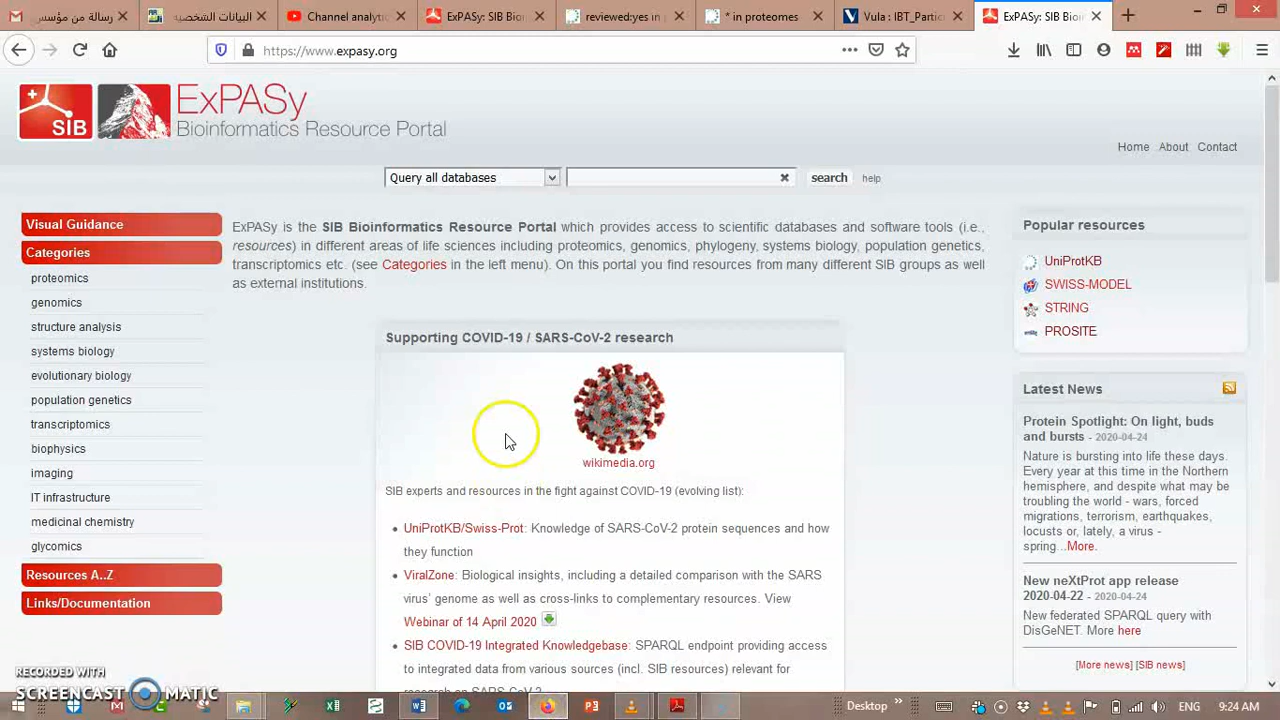 رسالة من مؤسس
البيانات الشخصية
Channel analytic
ExPASy: SIB Bio
reviewed:yes in p
* in proteomes
Vula : IBT_Partic
ExPASy: SIB Bio
https://www.expasy.org
SIB
ExPASy
Bioinformatics Resource Portal
Home About Contact
Query all databases
search
help
Visual Guidance
Categories
proteomics
genomics
structure analysis
systems biology
evolutionary biology
population genetics
transcriptomics
biophysics
imaging
IT infrastructure
medicinal chemistry
glycomics
Resources A..Z
Links/Documentation
ExPASy is the SIB Bioinformatics Resource Portal which provides access to scientific databases and software tools (i.e.,
resources) in different areas of life sciences including proteomics, genomics, phylogeny, systems biology, population genetics,
transcriptomics etc. (see Categories in the left menu). On this portal you find resources from many different SIB groups as well
as external institutions.
Supporting COVID-19 / SARS-CoV-2 research
wikimedia.org
SIB experts and resources in the fight against COVID-19 (evolving list):
• UniProtKB/Swiss-Prot: Knowledge of SARS-CoV-2 protein sequences and how
they function
• ViralZone: Biological insights, including a detailed comparison with the SARS
virus' genome as well as cross-links to complementary resources. View
Webinar of 14 April 2020
• SIB COVID-19 Integrated Knowledgebase: SPARQL endpoint providing access
to integrated data from various sources (incl. SIB resources) relevant for
research on SARS-CoV-2
Popular resources
UniProtKB
SWISS-MODEL
STRING
PROSITE
Latest News
Protein Spotlight: On light, buds
and bursts - 2020-04-24
Nature is bursting into life these days.
Every year at this time in the Northern
hemisphere, and despite what may be
troubling the world - wars, forced
migrations, terrorism, earthquakes,
locusts or, lately, a virus -
spring...More.
New neXtProt app release
2020-04-22 - 2020-04-24
New federated SPARQL query with
DisGeNET. More here
[More news] [SIB news]
RECORDED WITH
SCREENCAST MATIC
Desktop
ENG
9:24 AM